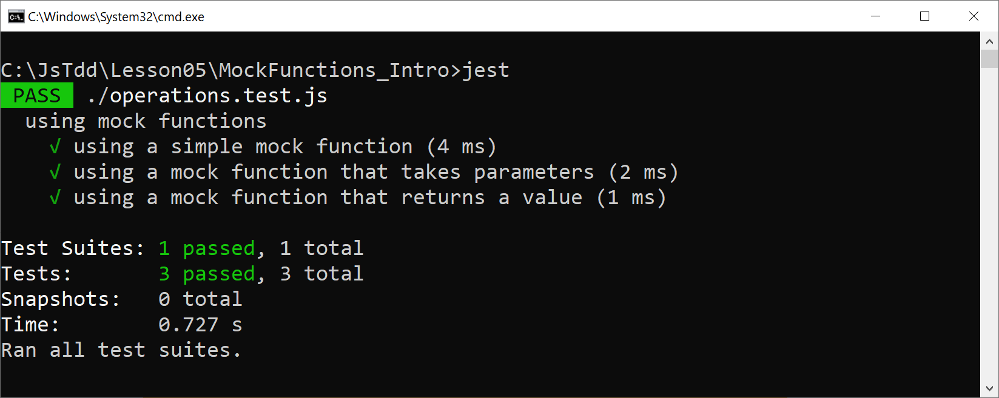 C:\Windows\System32\cmd.exe
C:\JsTdd\Lesson05\MockFunctions_Intro>jest
PASS ./operations.test.js
using mock functions
√ using a simple mock function (4 ms)
√ using a mock function that takes parameters (2 ms)
√ using a mock function that returns a value (1 ms)
Test Suites: 1 passed, 1 total
Tests: 3 passed, 3 total
Snapshots: 0 total
Time: 0.727 s
Ran all test suites.